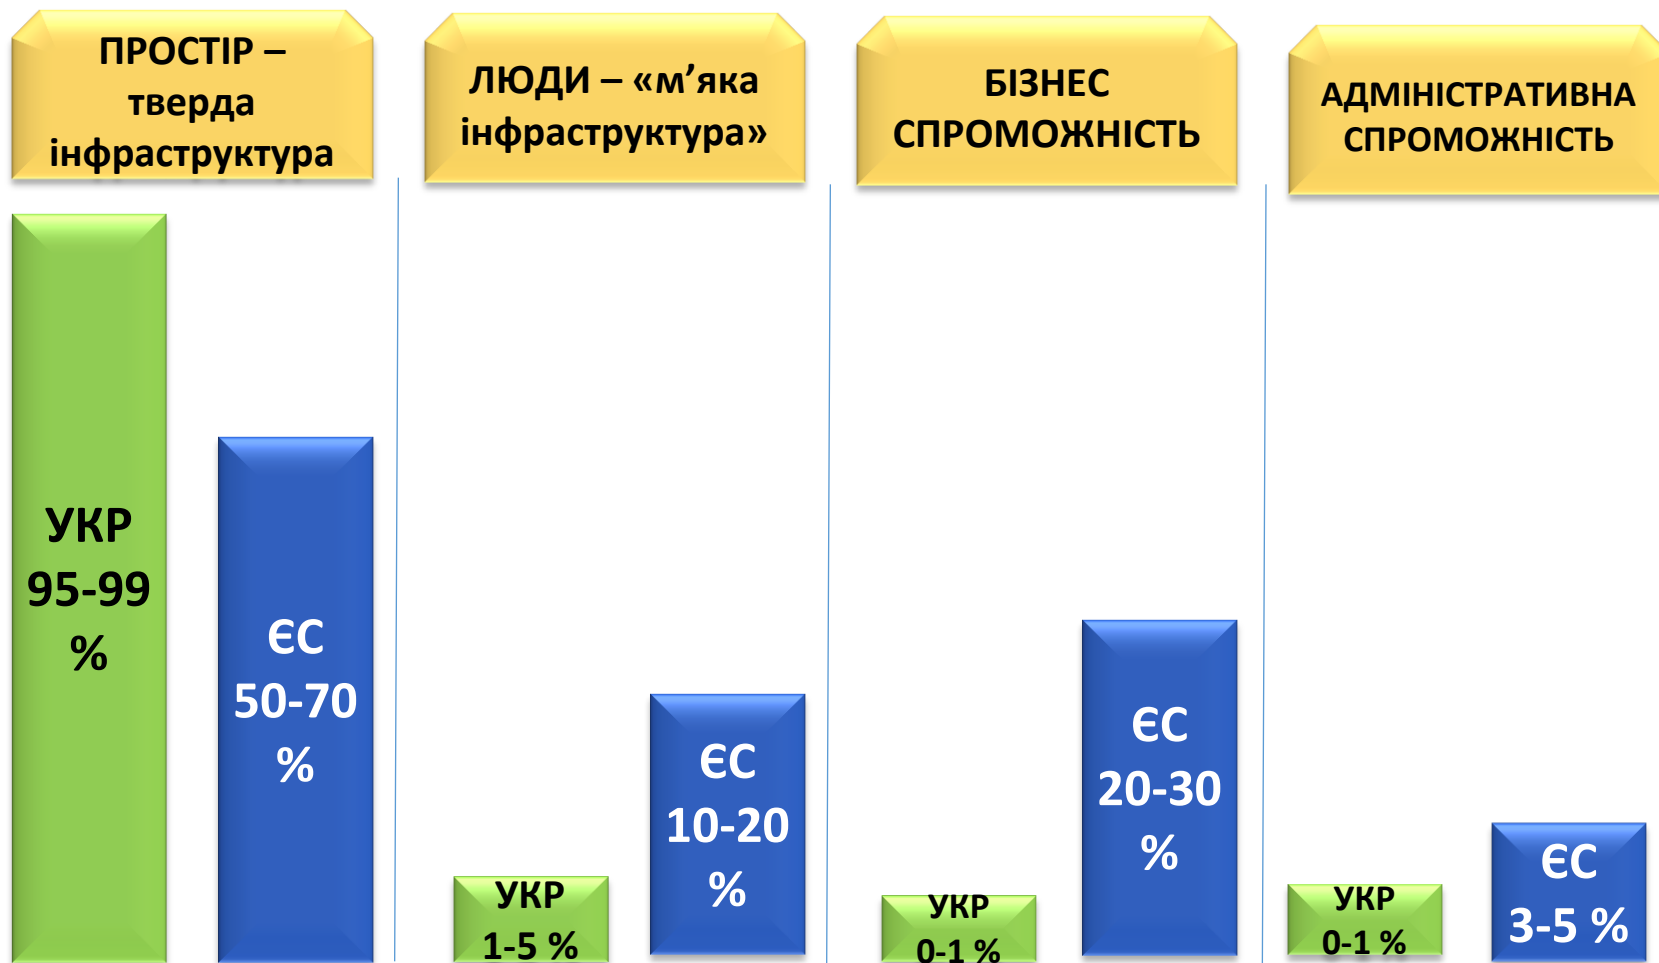 ПРОСТІР –
тверда
інфраструктура
ЛЮДИ – «м’яка
інфраструктура»
БІЗНЕС
СПРОМОЖНІСТЬ
АДМІНІСТРАТИВНА
СПРОМОЖНІСТЬ
УКР
95-99
%
ЄС
50-70
%
УКР
1-5 %
ЄС
10-20
%
УКР
0-1 %
ЄС
20-30
%
УКР
0-1 %
ЄС
3-5 %